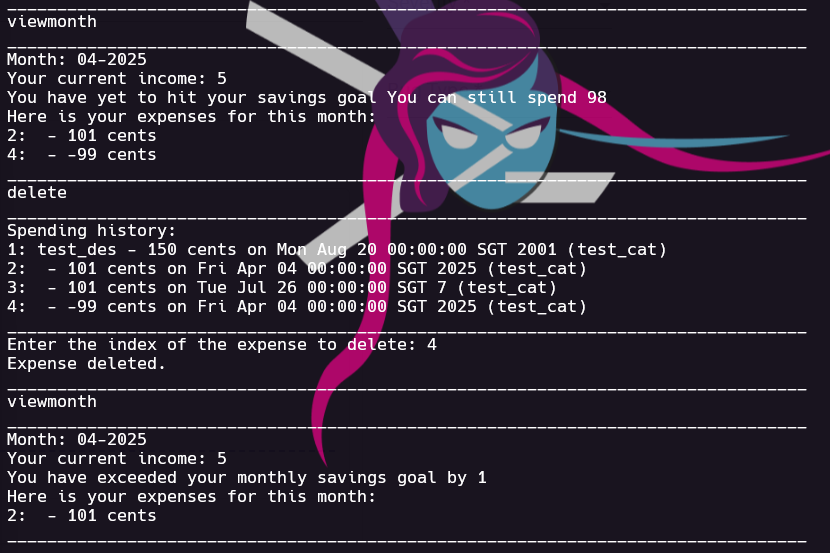 viewmonth
Month: 04-2025
Your current income: 5
You have yet to hit your savings goal You can still spend 98
Here is your expenses for this month:
2:  - 101 cents
4:  - -99 cents
delete
Spending history:
1: test_des - 150 cents on Mon Aug 20 00:00:00 SGT 2001 (test_cat)
2:  - 101 cents on Fri Apr 04 00:00:00 SGT 2025 (test_cat)
3:  - 101 cents on Tue Jul 26 00:00:00 SGT 7 (test_cat)
4:  - -99 cents on Fri Apr 04 00:00:00 SGT 2025 (test_cat)
Enter the index of the expense to delete: 4
Expense deleted.
viewmonth
Month: 04-2025
Your current income: 5
You have exceeded your monthly savings goal by 1
Here is your expenses for this month:
2:  - 101 cents